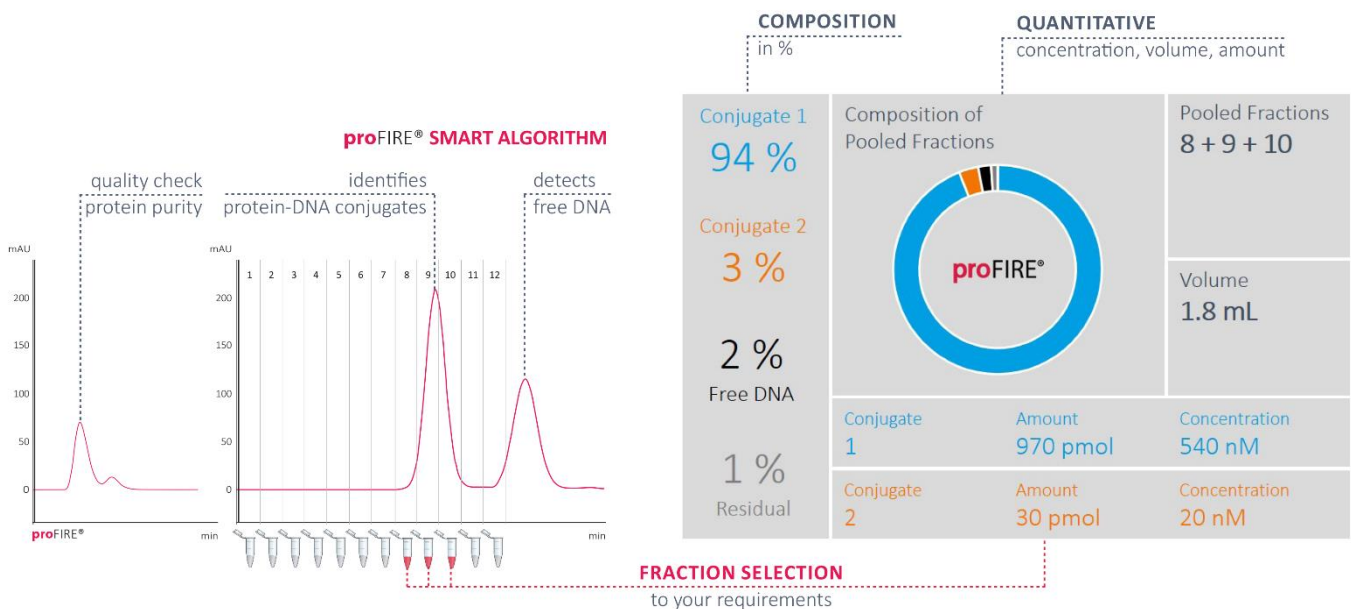 COMPOSITION
in %
QUANTITATIVE
concentration, volume, amount
proFIRE® SMART ALGORITHM
quality check
protein purity
identifies
protein-DNA conjugates
detects
free DNA
mAU
200
150
100
50
0
proFIRE®
min
mAU
1 2 3 4 5 6 7 8 9 10 11 12
200
150
100
50
0
min
Conjugate 1
94 %
Conjugate 2
3 %
2 %
Free DNA
1 %
Residual
Composition of
Pooled Fractions
proFIRE®
Pooled Fractions
8 + 9 + 10
Volume
1.8 mL
Conjugate Amount Concentration
1 970 pmol 540 nM
Conjugate Amount Concentration
2 30 pmol 20 nM
FRACTION SELECTION
to your requirements